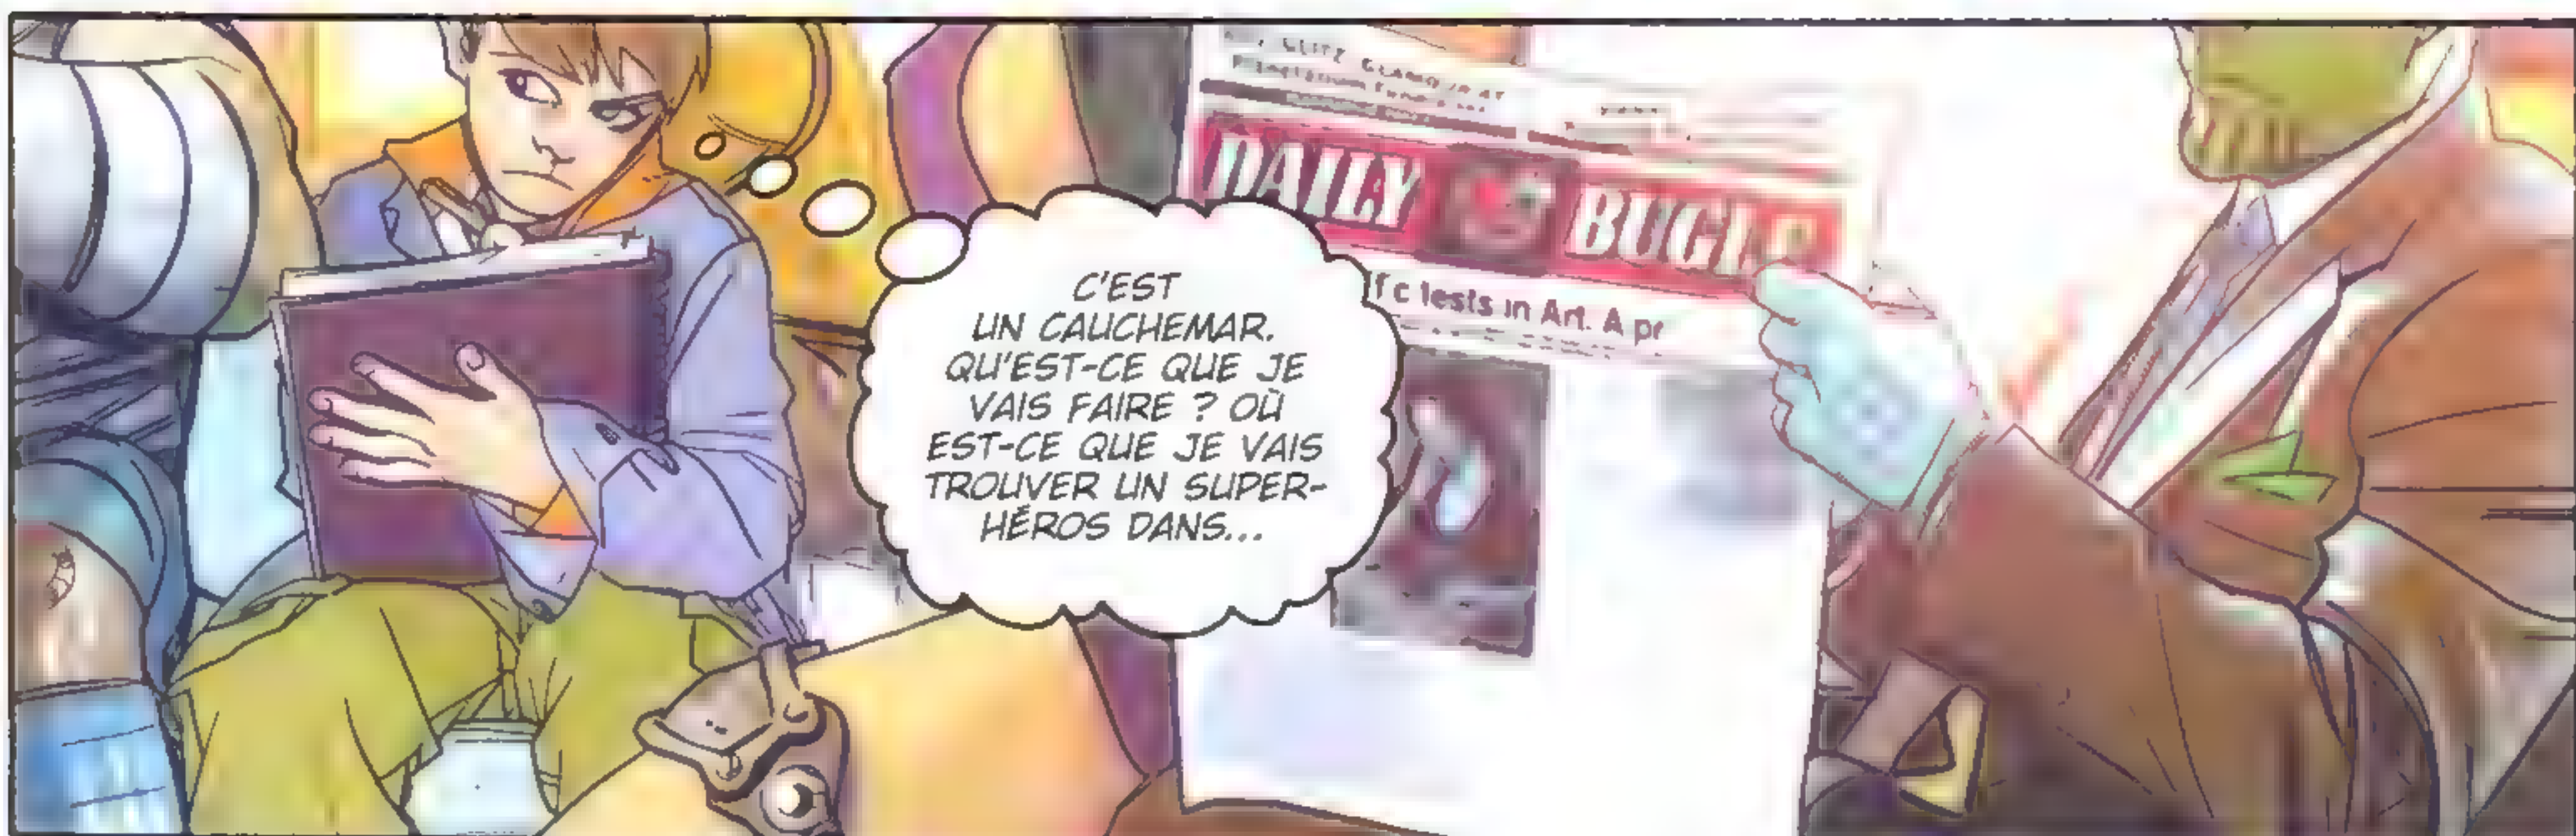 C'EST
UN CAUCHEMAR.
QU'EST-CE QUE JE
VAIS FAIRE ? OÙ
EST-CE QUE JE VAIS
TROUVER UN SUPER-
HÉROS DANS...
DAILY BUGLE
tests in Art. A pr